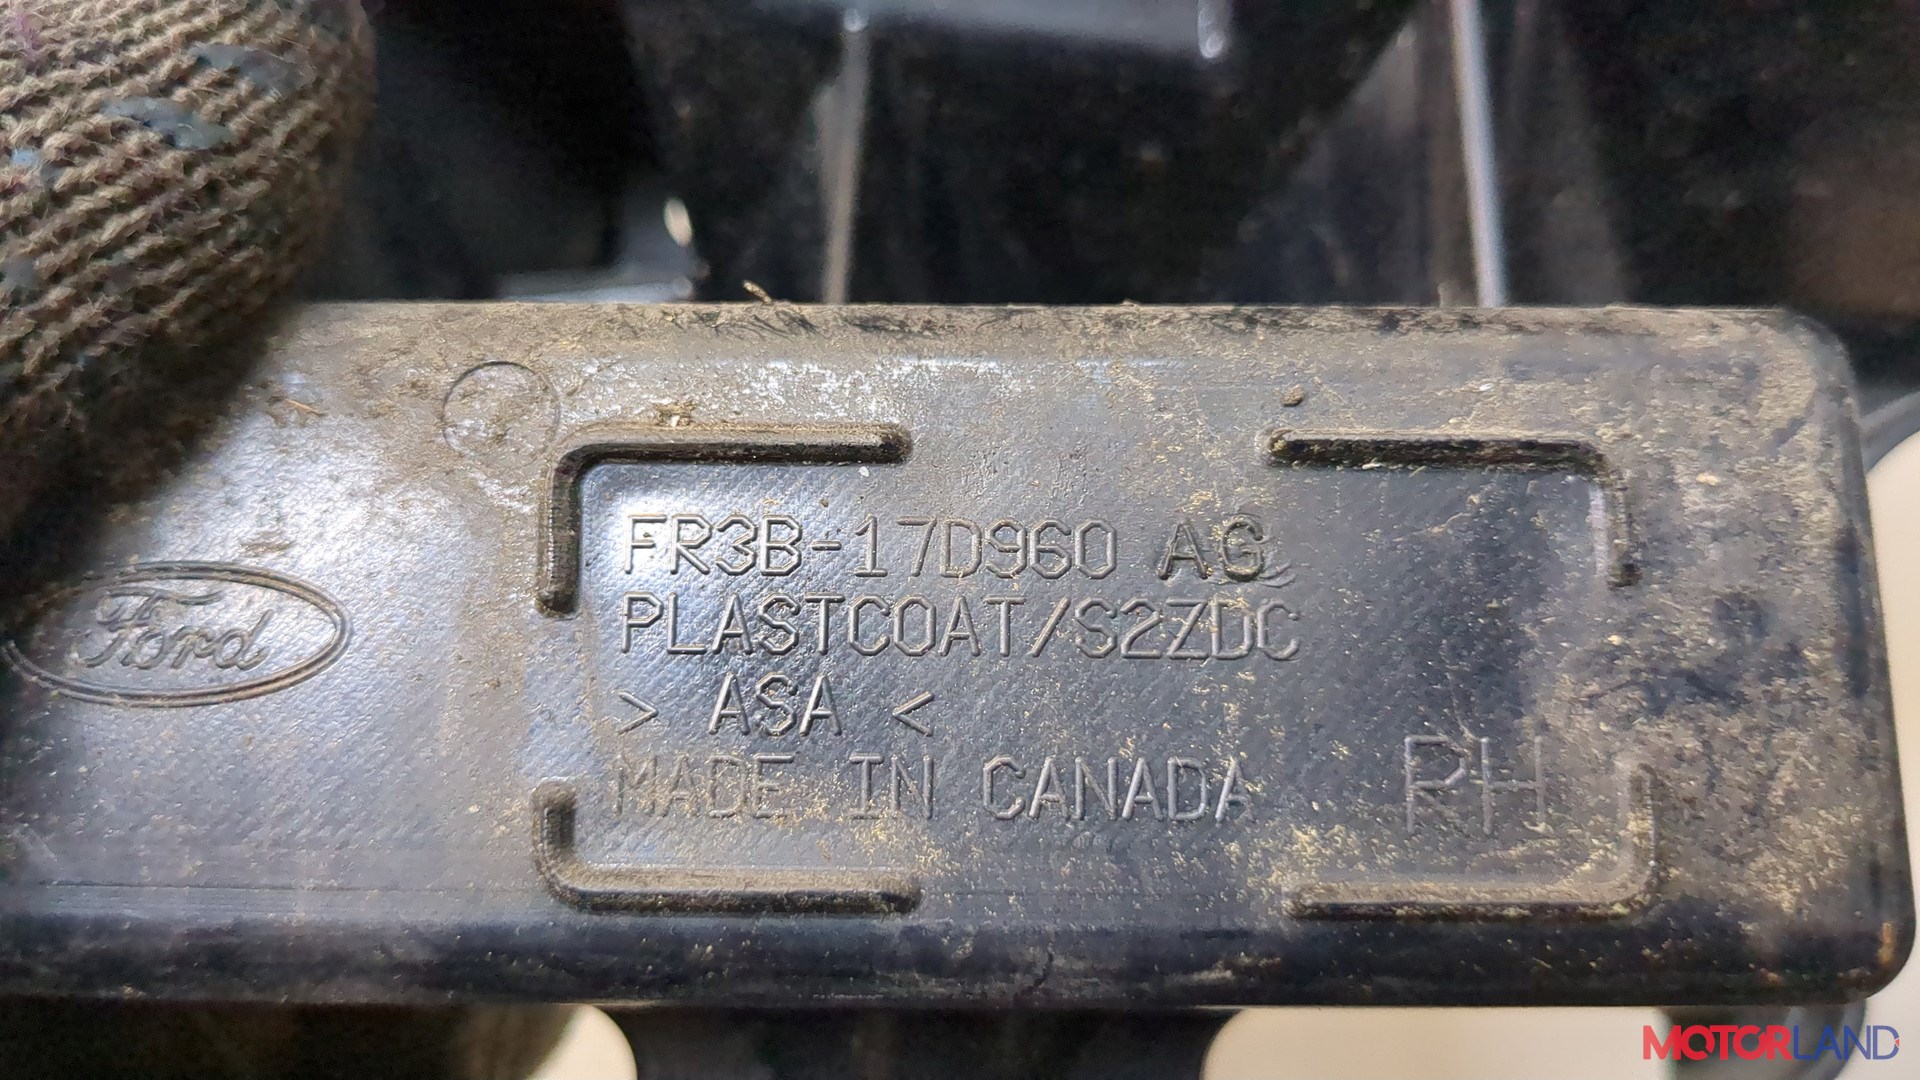 FR3B-17D960 AG
PLASTCOAT/S2ZDC
> ASA <
MADE IN CANADA
RH
Ford
MOTORLAND